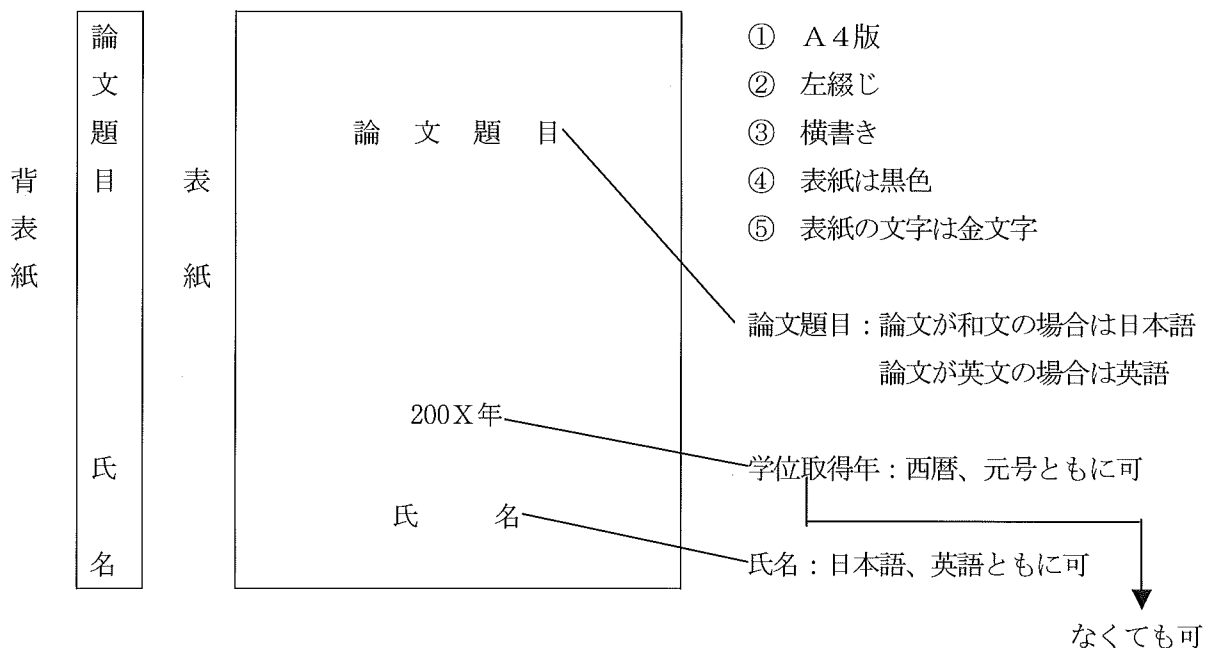 背表紙
論文題目
氏名
表紙
論文題目
200X年
氏名
① A4版
② 左綴じ
③ 横書き
④ 表紙は黒色
⑤ 表紙の文字は金文字
論文題目:論文が和文の場合は日本語
論文が英文の場合は英語
学位取得年:西暦、元号ともに可
氏名:日本語、英語ともに可
なくても可